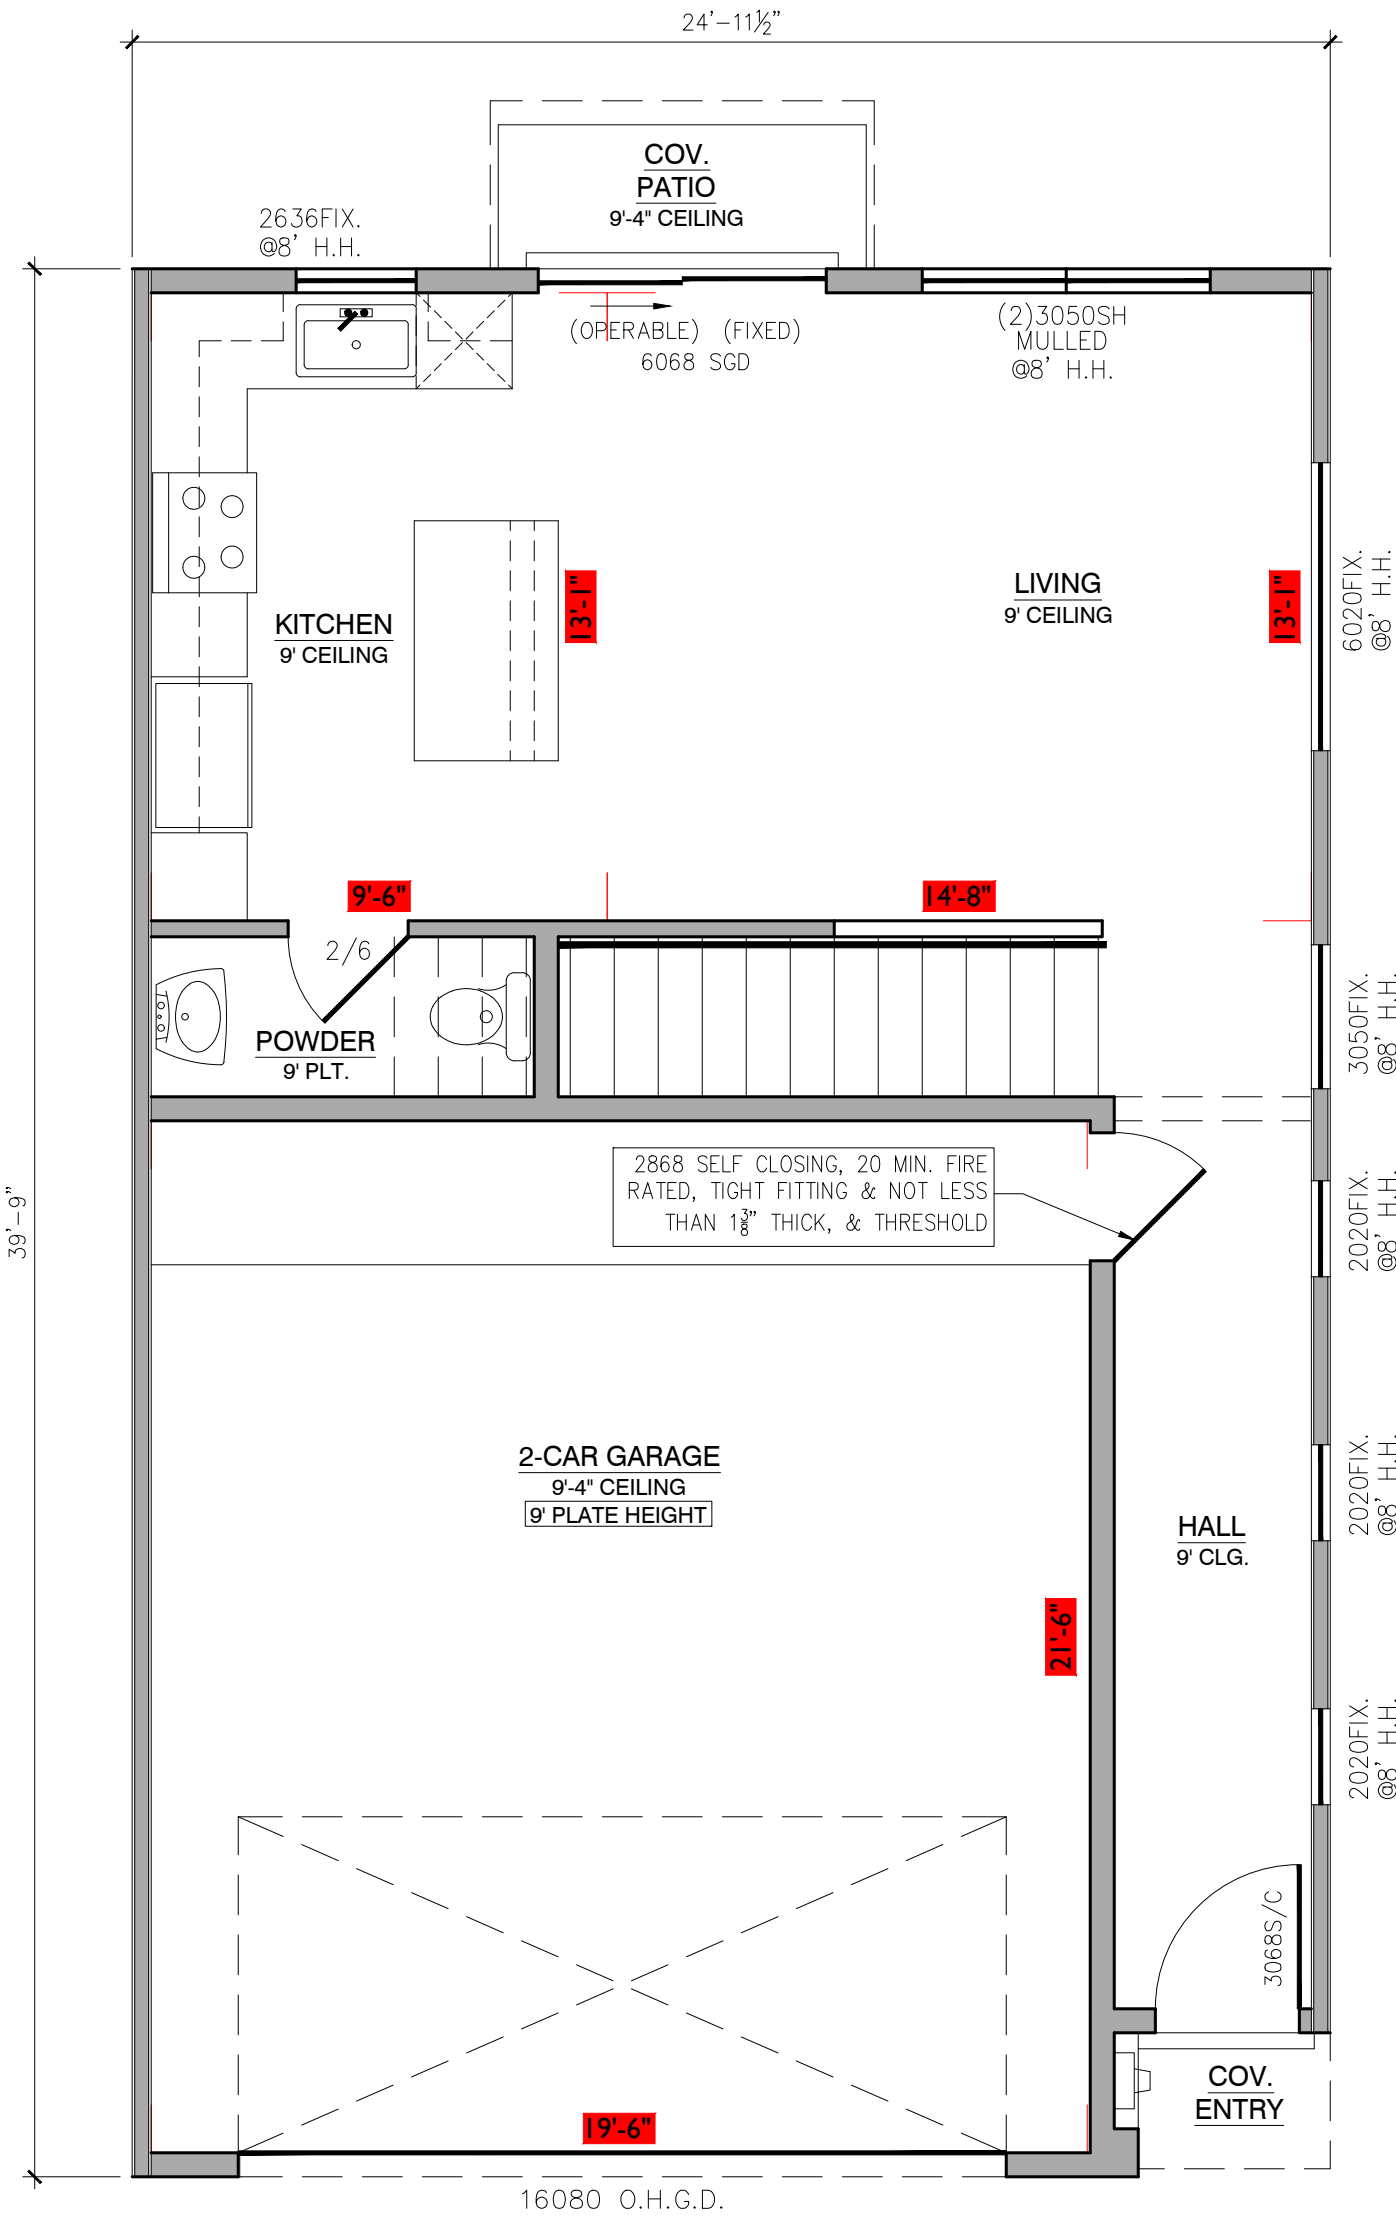 24'-11½"
COV.
PATIO
9'-4" CEILING
2636FIX.
@8' H.H.
(OPERABLE) (FIXED)
6068 SGD
(2)3050SH
MULLED
@8' H.H.
KITCHEN
9' CEILING
13'-1"
LIVING
9' CEILING
13'-1"
6020FIX.
@8' H.H.
9'-6"
14'-8"
2/6
POWDER
9' PLT.
3050FIX.
@8' H.H.
39'-9"
2868 SELF CLOSING, 20 MIN. FIRE
RATED, TIGHT FITTING & NOT LESS
THAN 1⅜" THICK, & THRESHOLD
2020FIX.
@8' H.H.
2-CAR GARAGE
9'-4" CEILING
9' PLATE HEIGHT
2020FIX.
@8' H.H.
HALL
9' CLG.
21'-6"
2020FIX.
@8' H.H.
3068S/C
COV.
ENTRY
19'-6"
16080 O.H.G.D.